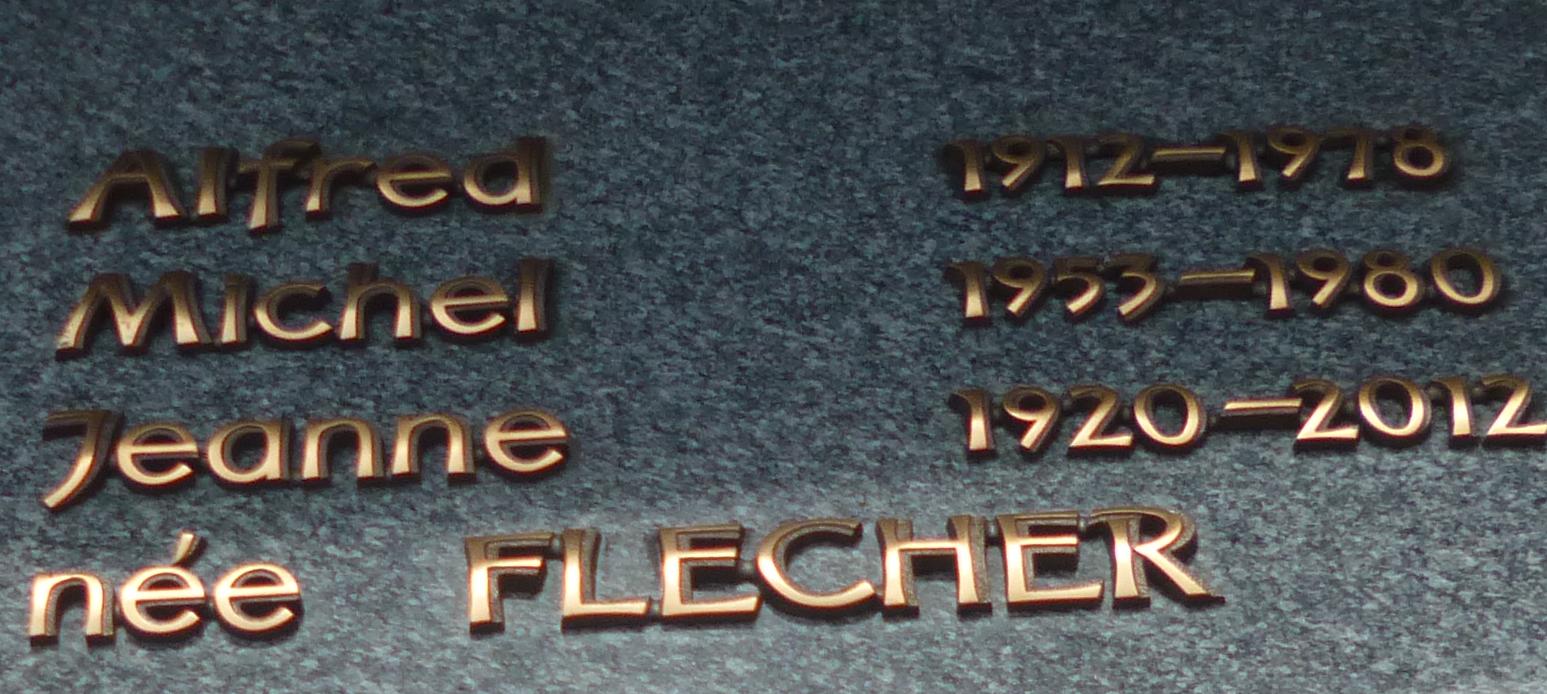 Alfred 1912–1978
Michel 1953–1980
Jeanne 1920–2012
née FLECHER